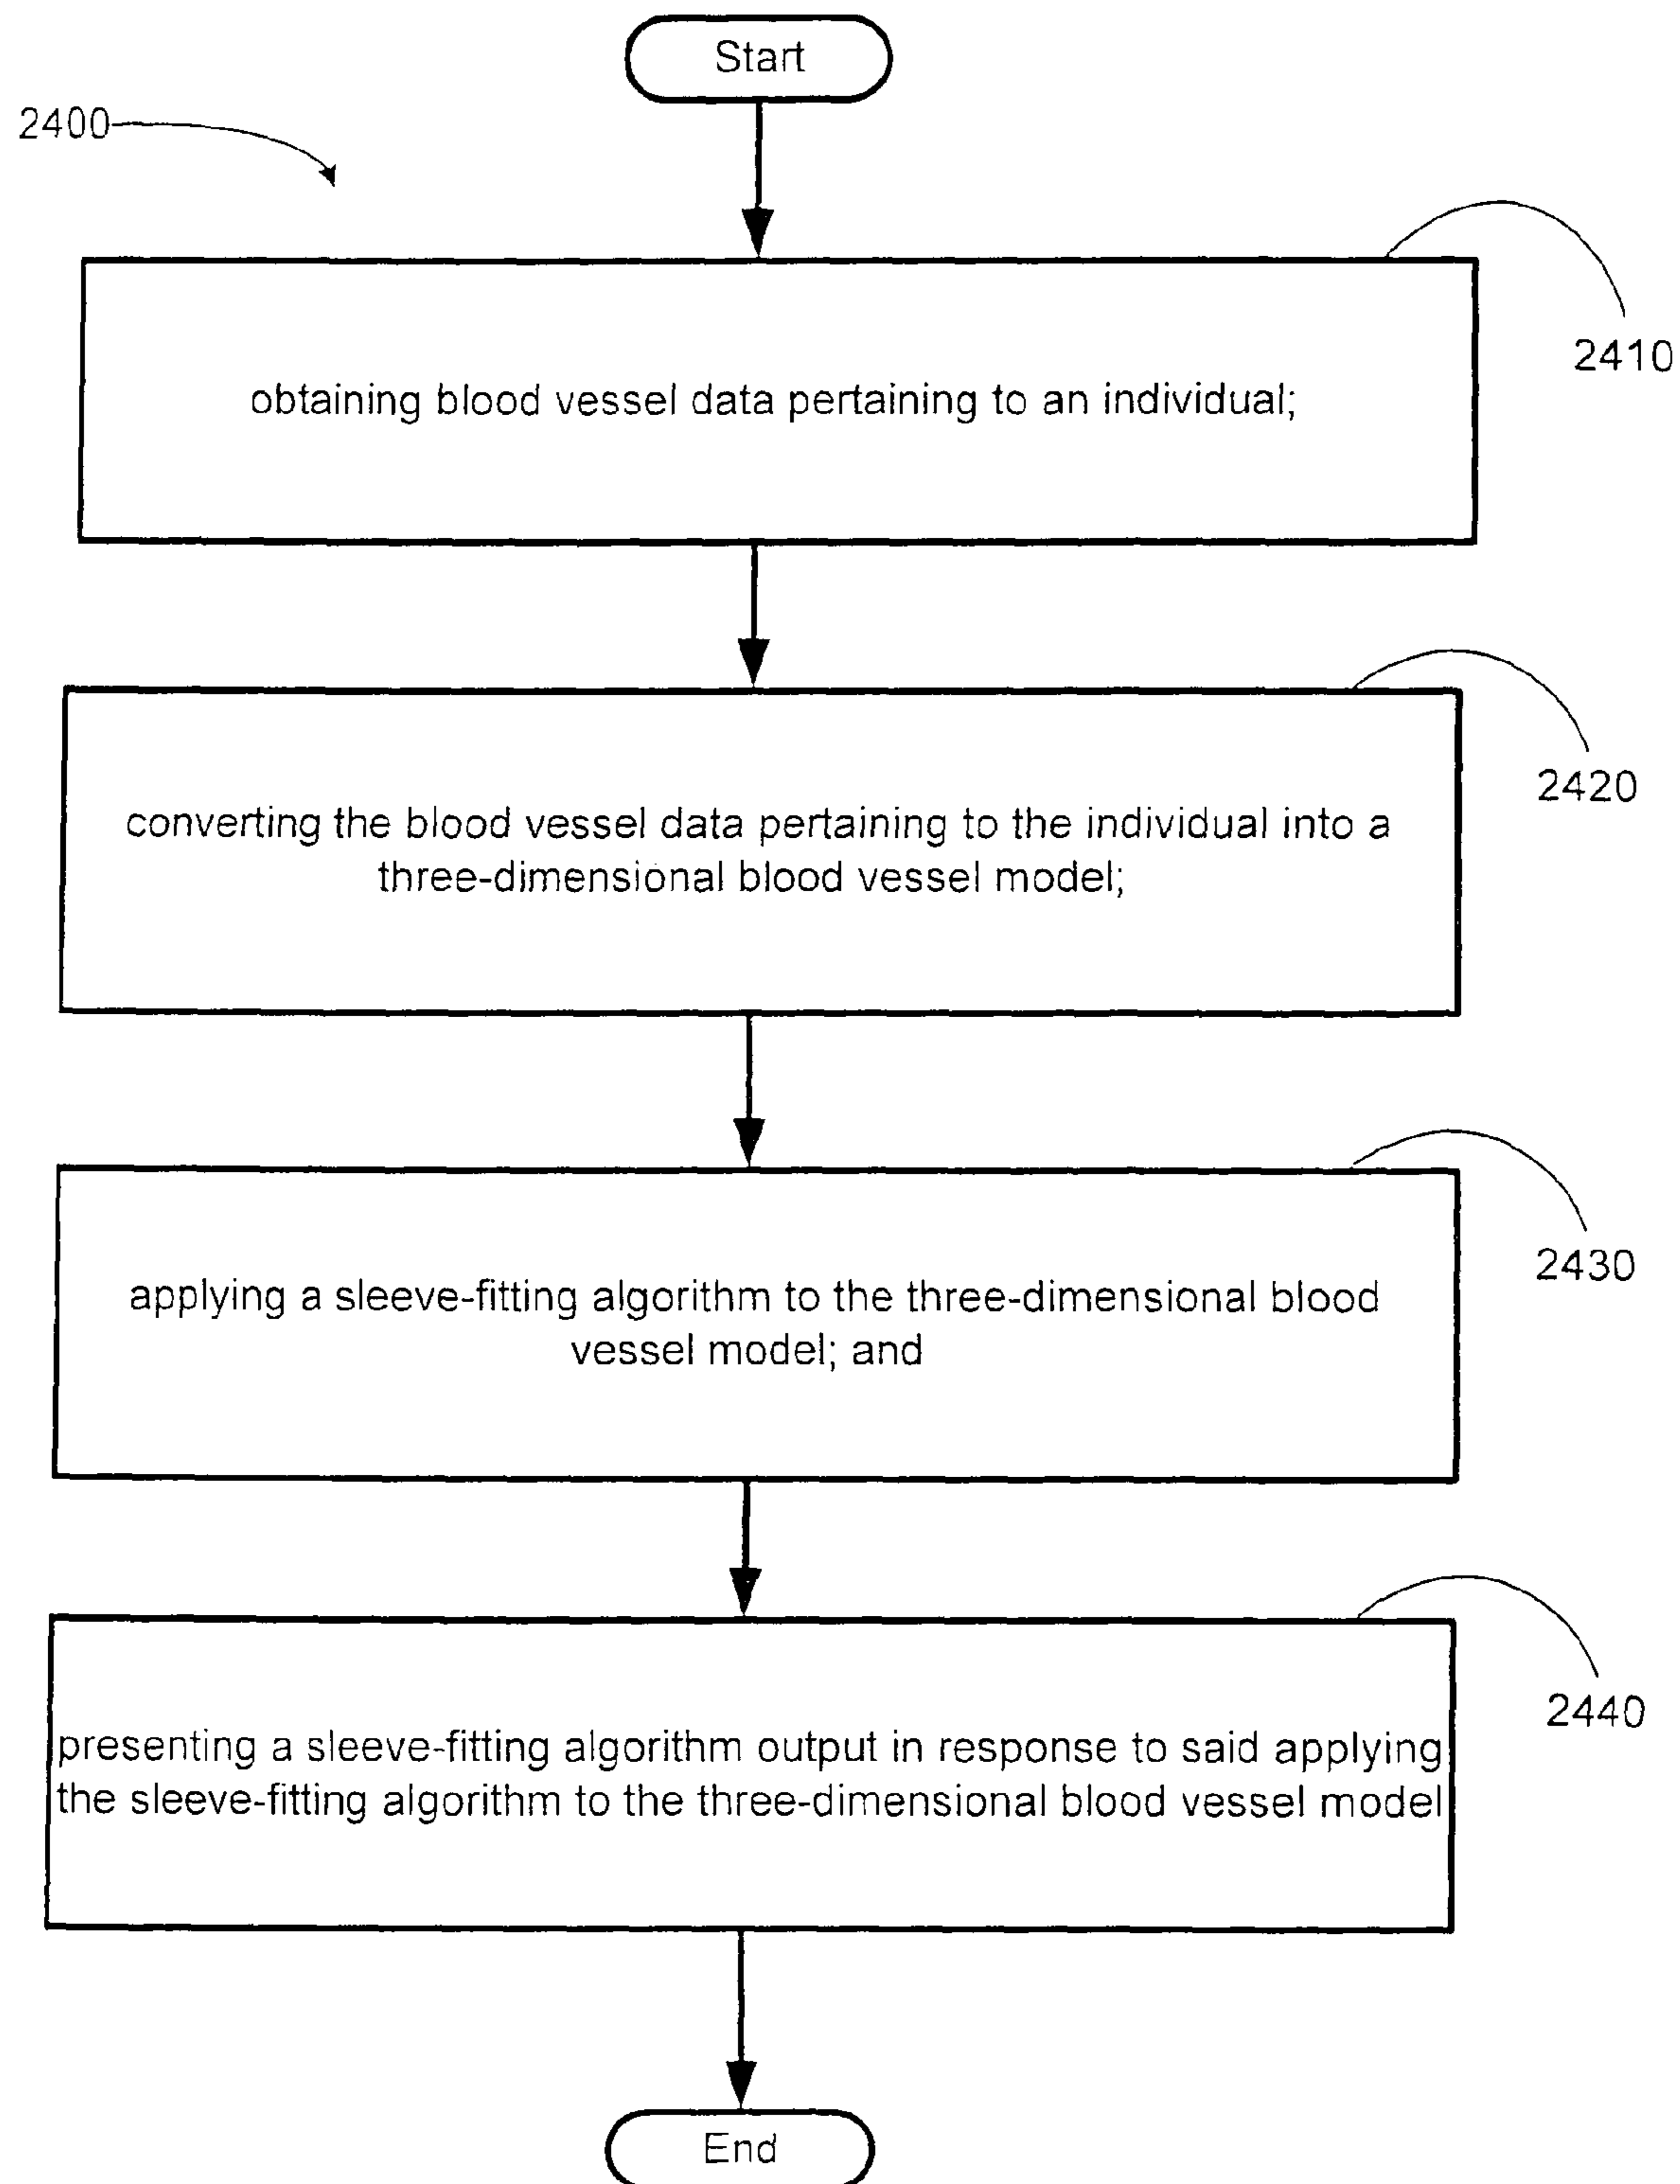 Start
2400
2410
obtaining blood vessel data pertaining to an individual;
2420
converting the blood vessel data pertaining to the individual into a
three-dimensional blood vessel model;
2430
applying a sleeve-fitting algorithm to the three-dimensional blood
vessel model; and
2440
presenting a sleeve-fitting algorithm output in response to said applying
the sleeve-fitting algorithm to the three-dimensional blood vessel model
End